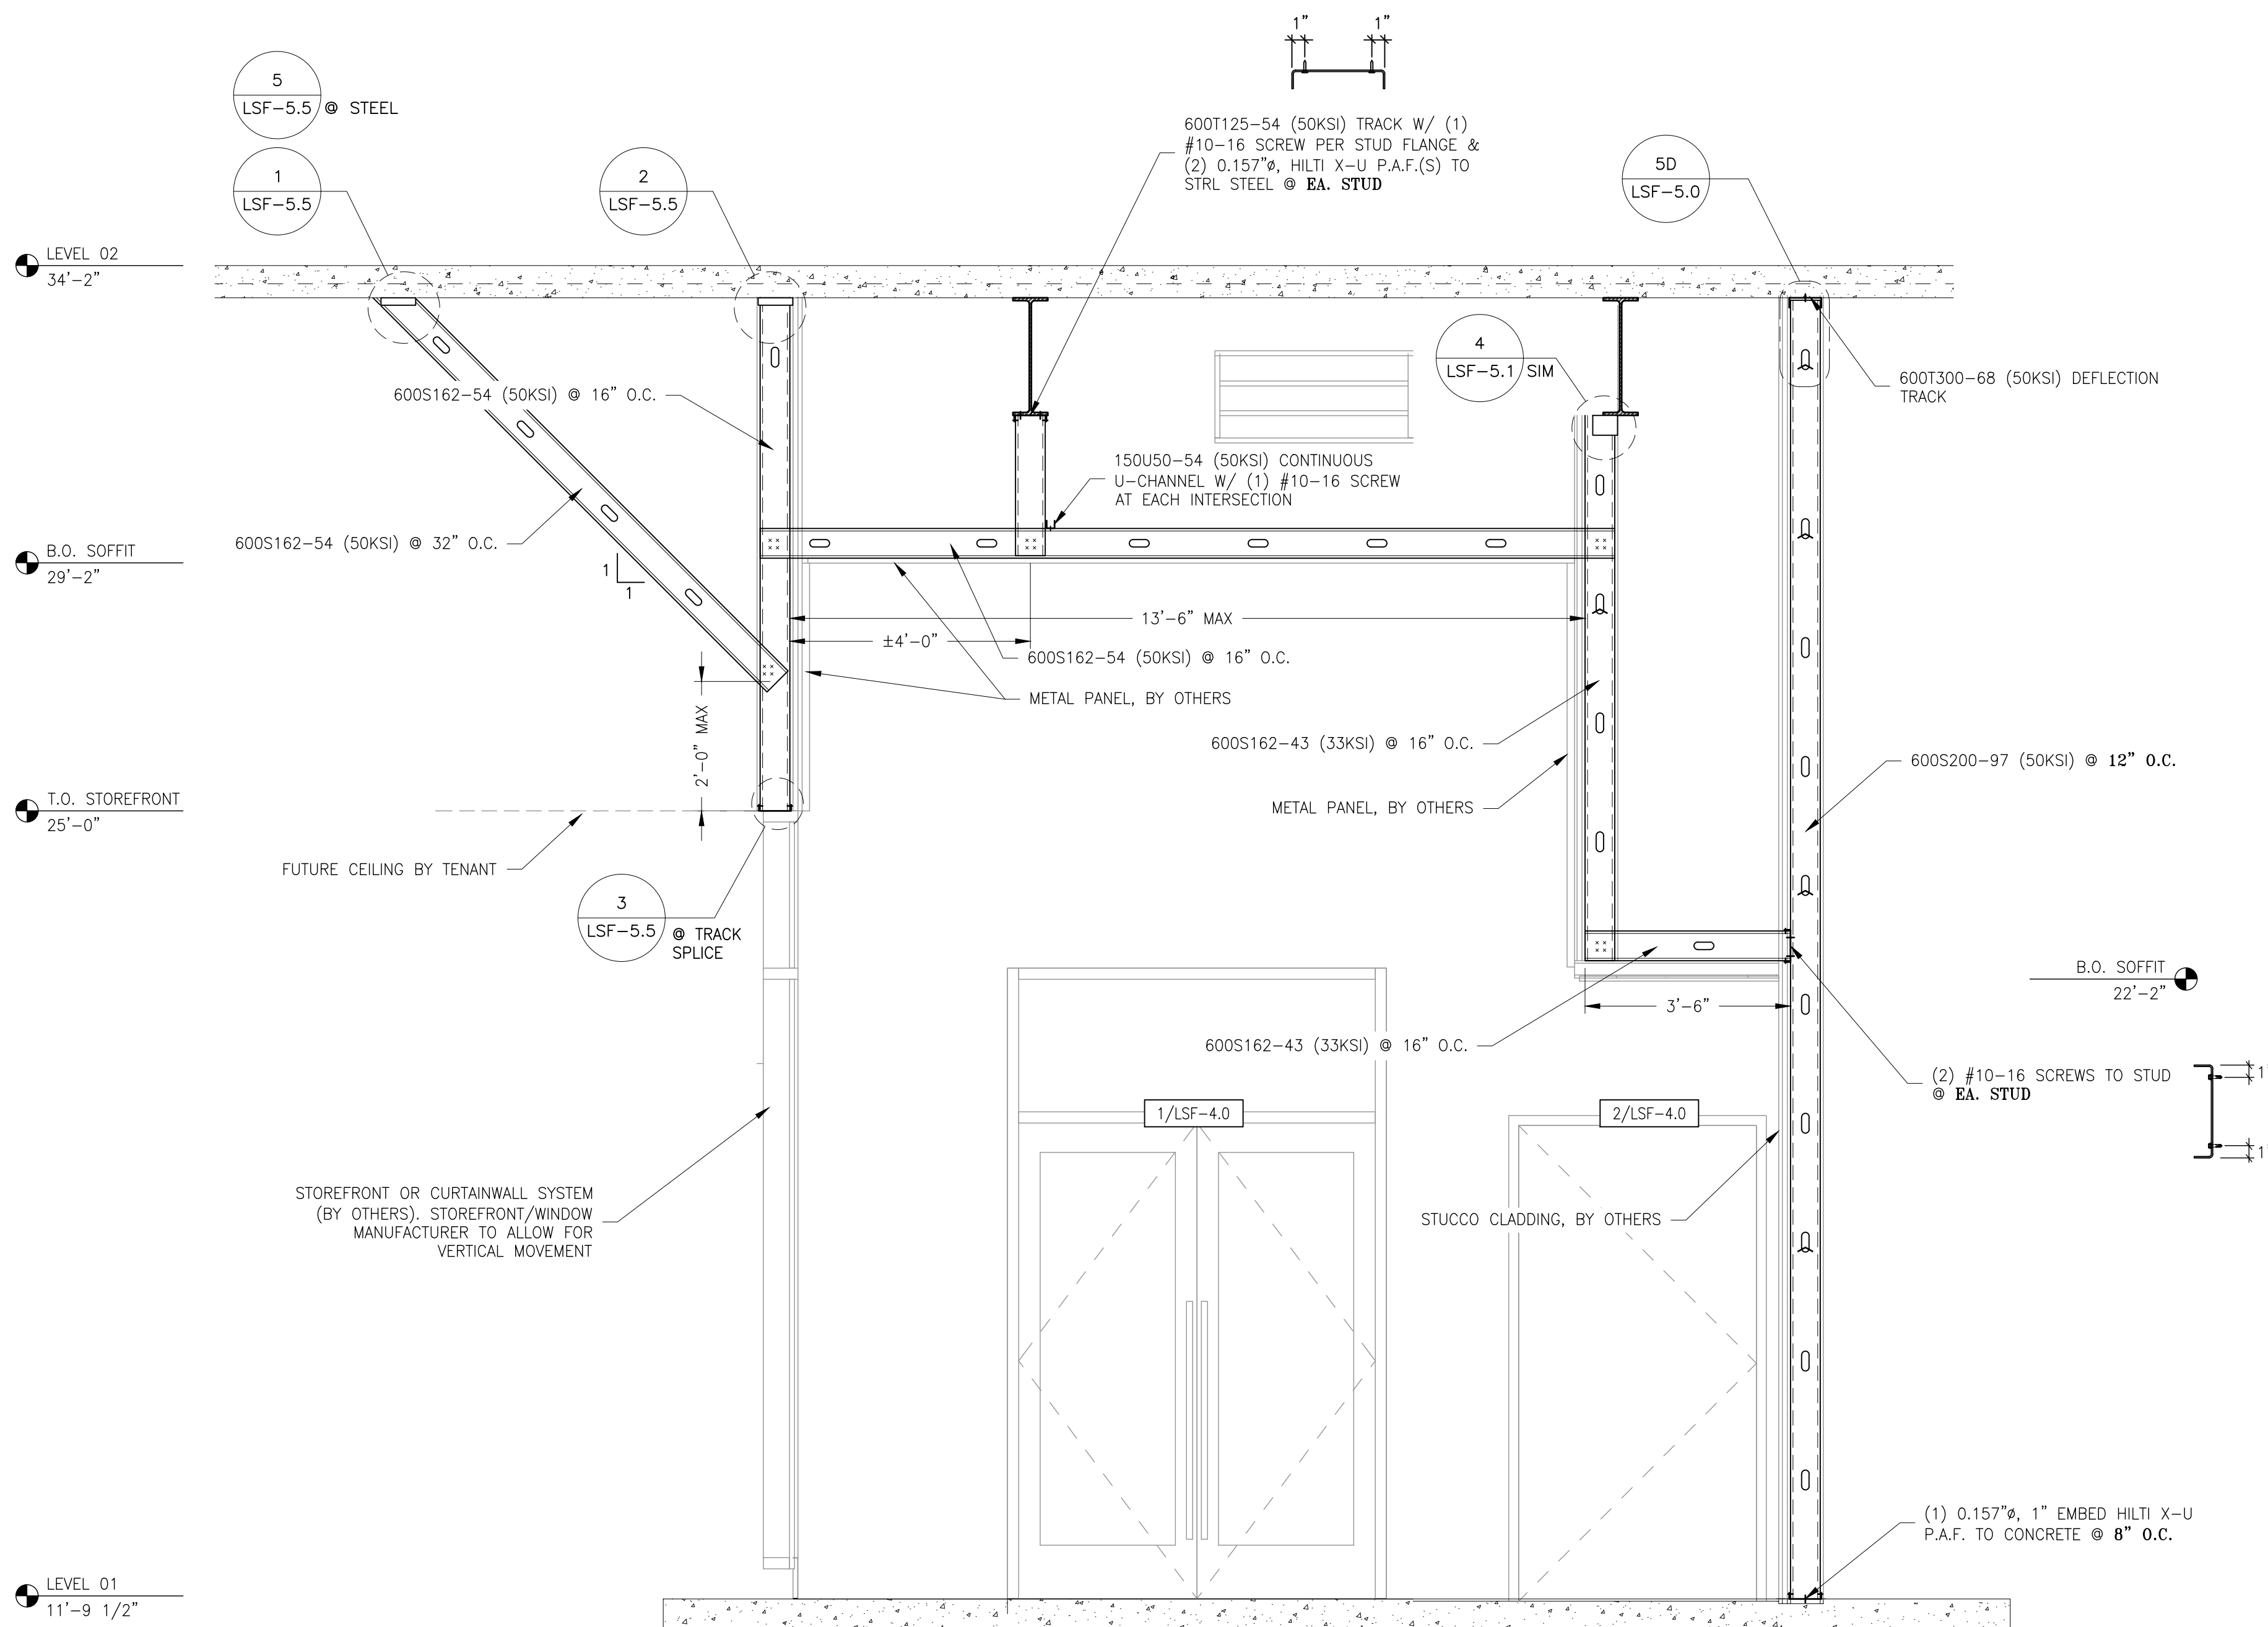 1" 1"
5
LSF-5.5 @ STEEL
1
LSF-5.5
2
LSF-5.5
600T125-54 (50KSI) TRACK W/ (1)
#10-16 SCREW PER STUD FLANGE &
(2) 0.157"ø, HILTI X-U P.A.F.(S) TO
STRL STEEL @ EA. STUD
5D
LSF-5.0
LEVEL 02
34'-2"
4
LSF-5.1 SIM
600T300-68 (50KSI) DEFLECTION
TRACK
600S162-54 (50KSI) @ 16" O.C.
150U50-54 (50KSI) CONTINUOUS
U-CHANNEL W/ (1) #10-16 SCREW
AT EACH INTERSECTION
600S162-54 (50KSI) @ 32" O.C.
B.O. SOFFIT
29'-2"
1
1
13'-6" MAX
±4'-0"
600S162-54 (50KSI) @ 16" O.C.
METAL PANEL, BY OTHERS
2'-0" MAX
600S162-43 (33KSI) @ 16" O.C.
600S200-97 (50KSI) @ 12" O.C.
T.O. STOREFRONT
25'-0"
METAL PANEL, BY OTHERS
FUTURE CEILING BY TENANT
3
LSF-5.5 @ TRACK
SPLICE
B.O. SOFFIT
22'-2"
3'-6"
600S162-43 (33KSI) @ 16" O.C.
(2) #10-16 SCREWS TO STUD
@ EA. STUD
1"
1"
1/LSF-4.0
2/LSF-4.0
STOREFRONT OR CURTAINWALL SYSTEM
(BY OTHERS). STOREFRONT/WINDOW
MANUFACTURER TO ALLOW FOR
VERTICAL MOVEMENT
STUCCO CLADDING, BY OTHERS
(1) 0.157"ø, 1" EMBED HILTI X-U
P.A.F. TO CONCRETE @ 8" O.C.
LEVEL 01
11'-9 1/2"